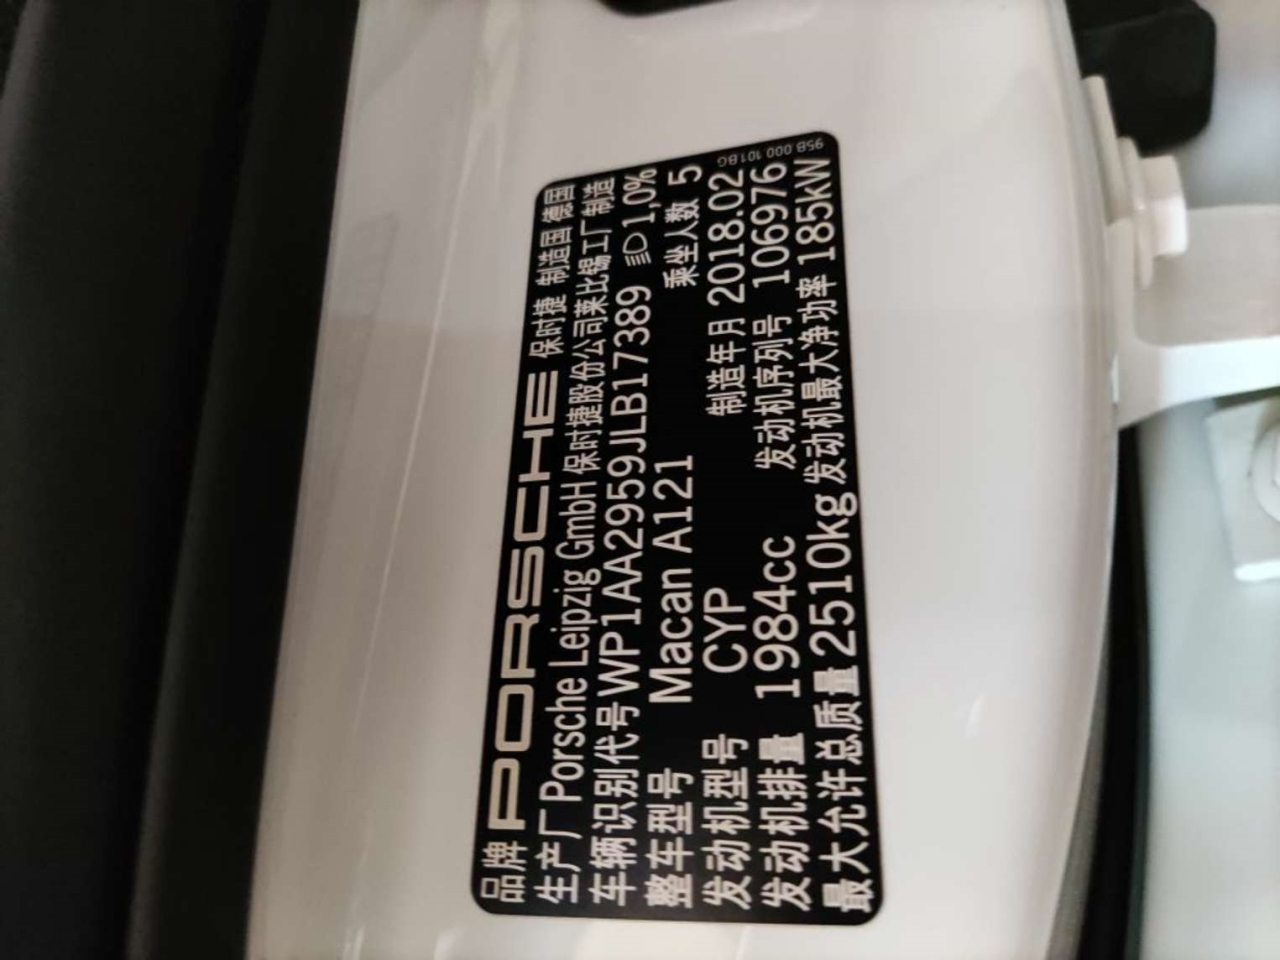 品牌 PORSCHE 保时捷 制造国 德国
生产厂 Porsche Leipzig GmbH 保时捷股份公司莱比锡工厂制造
车辆识别代号 WP1AA2959JLB17389 1,0%
整车型号 Macan A121 乘坐人数 5
发动机型号 CYP 制造年月 2018.02
发动机排量 1984cc 发动机序列号 106976
最大允许总质量 2510kg 发动机最大净功率 185kW
95B 000 101BG